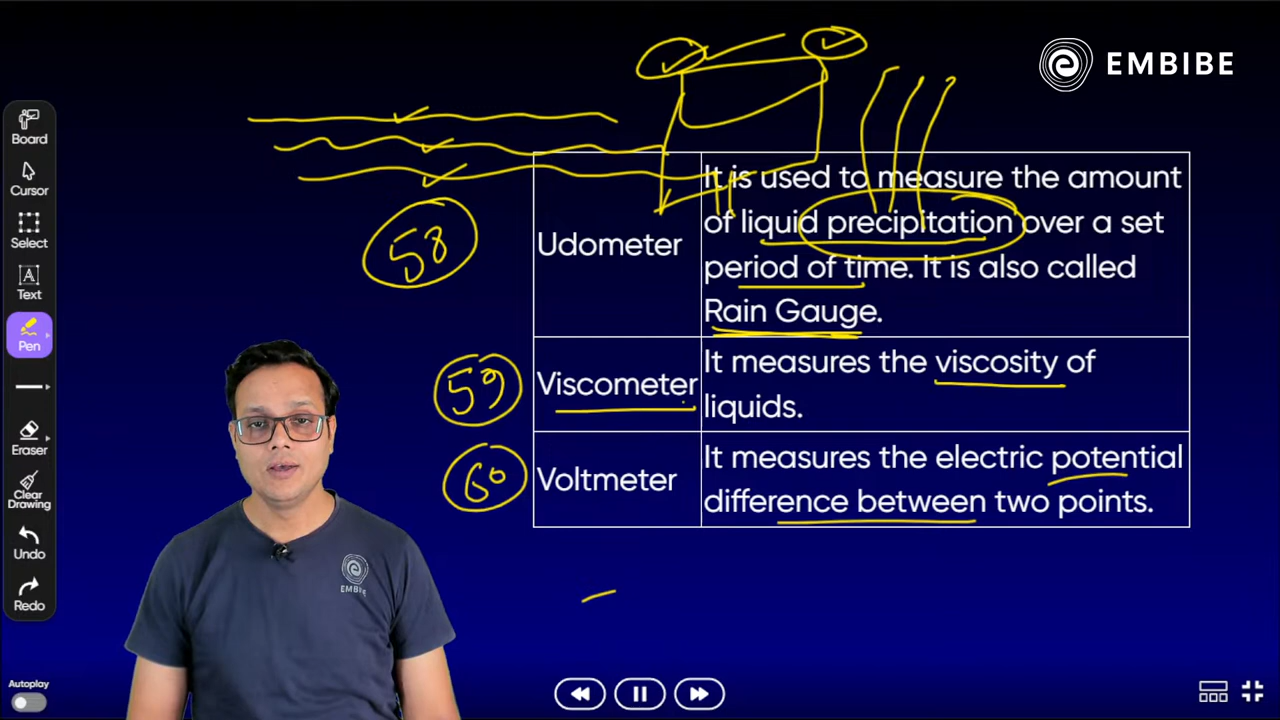 EMBIBE
Board
Cursor
Select
Text
Pen
Eraser
Clear
Drawing
Undo
Redo
Autoplay
58
Udometer
It is used to measure the amount
of liquid precipitation over a set
period of time. It is also called
Rain Gauge.
59
Viscometer
It measures the viscosity of
liquids.
60
Voltmeter
It measures the electric potential
difference between two points.
EMBIBE